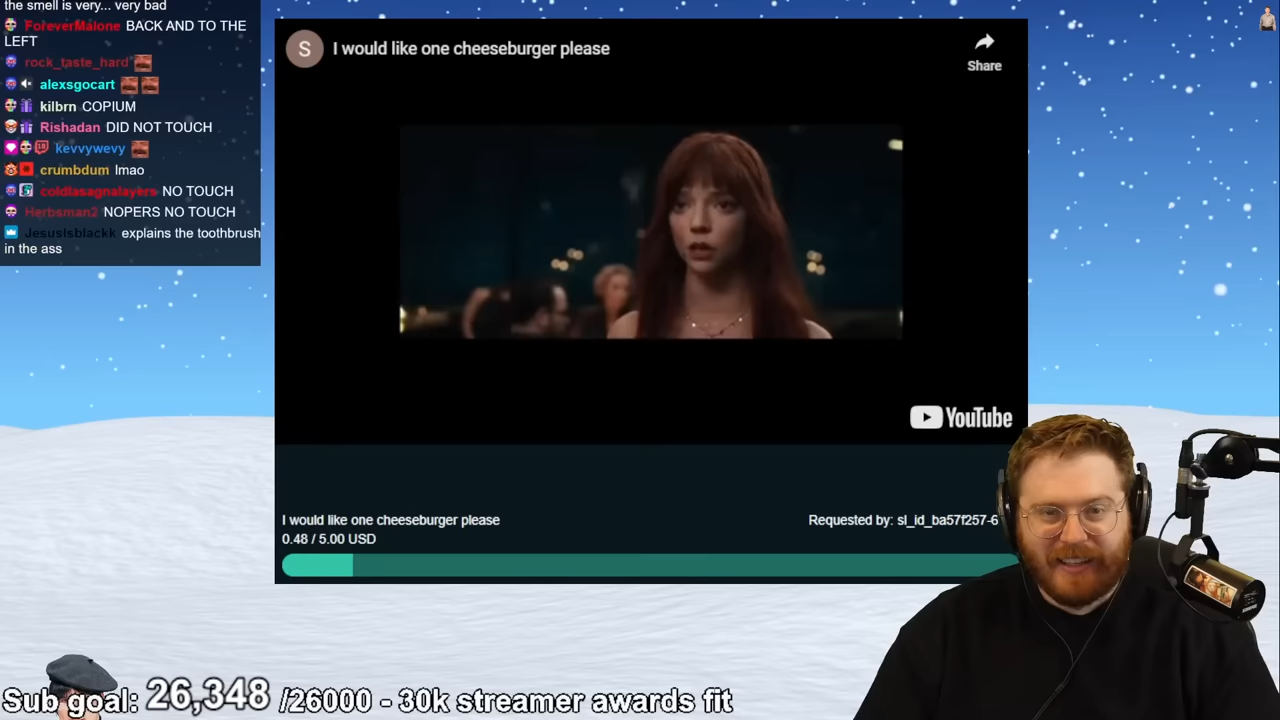 the smell is very... very bad
ForeverMalone BACK AND TO THE
LEFT
rock_taste_hard
alexsgocart
kilbrn COPIUM
Rishadan DID NOT TOUCH
kevvywevy
crumbdum lmao
coldlasagnalayers NO TOUCH
Herbsman2 NOPERS NO TOUCH
JesusIsblackk explains the toothbrush
in the ass
S I would like one cheeseburger please
Share
YouTube
I would like one cheeseburger please
Requested by: sl_id_ba57f257-6
0.48 / 5.00 USD
Sub goal: 26,348 /26000 - 30k streamer awards fit